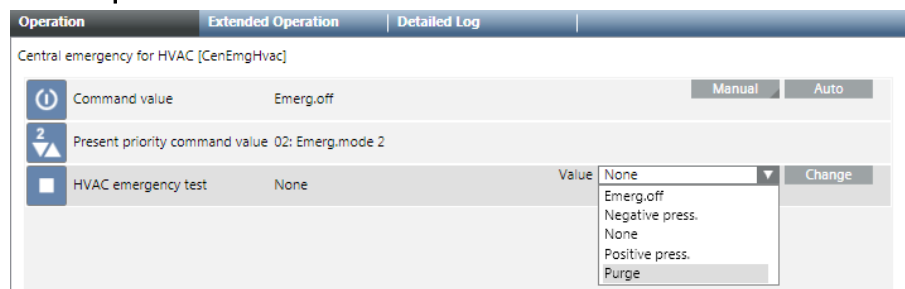 Operation Extended Operation Detailed Log
Central emergency for HVAC [CenEmgHvac]
Command value Emerg.off Manual Auto
2
Present priority command value 02: Emerg.mode 2
HVAC emergency test None Value None Change
Emerg.off
Negative press.
None
Positive press.
Purge